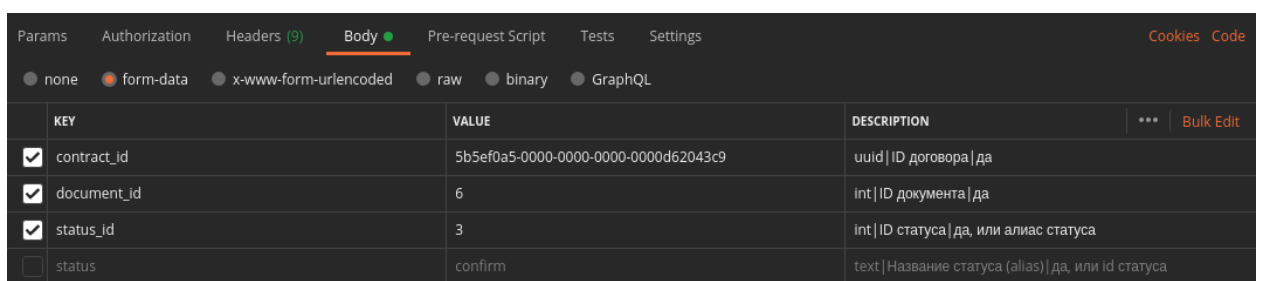 Params Authorization Headers (9) Body Pre-request Script Tests Settings Cookies Code
none form-data x-www-form-urlencoded raw binary GraphQL
KEY VALUE DESCRIPTION ••• Bulk Edit
contract_id 5b5ef0a5-0000-0000-0000-0000d62043c9 uuid|ID договора|да
document_id 6 int|ID документа|да
status_id 3 int|ID статуса|да, или алиас статуса
status confirm text|Название статуса (alias)|да, или id статуса